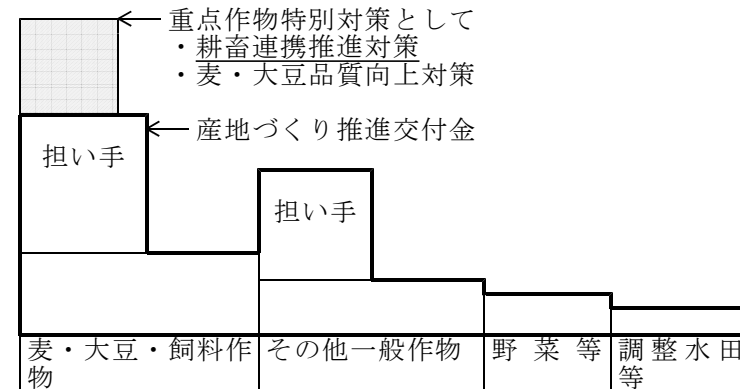 重点作物特別対策として
・耕畜連携推進対策
・麦・大豆品質向上対策
産地づくり推進交付金
担い手
担い手
麦・大豆・飼料作
物
その他一般作物
野菜等
調整水田
等